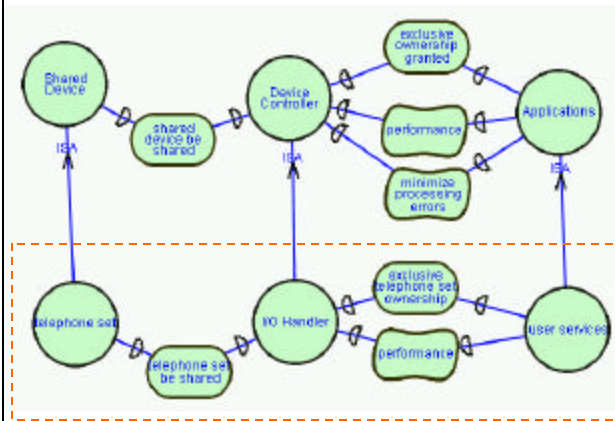 exclusive
ownership
granted
Shared
Device
Device
Controller
Applications
shared
device be
shared
performance
ISA
ISA
ISA
minimize
processing
errors
exclusive
telephone set
ownership
telephone set
I/O Handler
user services
performance
telephone set
be shared